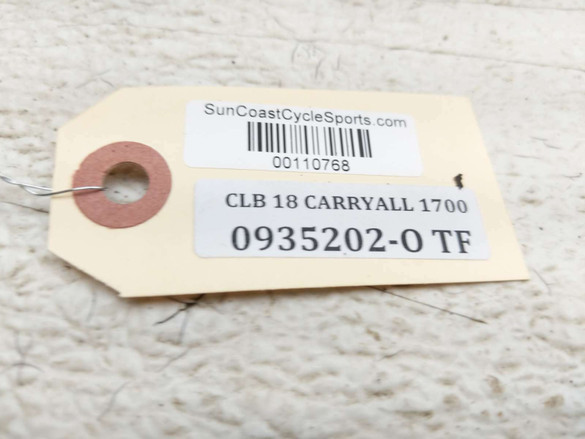 SunCoastCycleSports.com
00110768
CLB 18 CARRYALL 1700
0935202-O TF